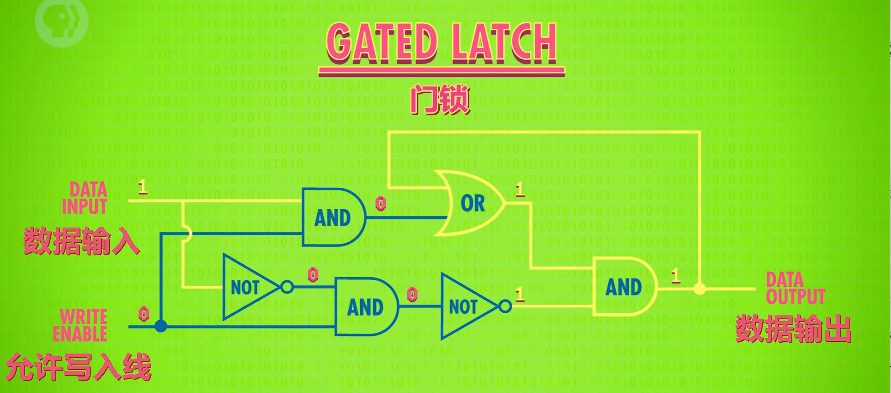 GATED LATCH
门锁
DATA
INPUT
1
数据输入
AND
0
OR
1
NOT
0
AND
0
NOT
1
AND
1
DATA
OUTPUT
数据输出
WRITE
ENABLE
0
允许写入线